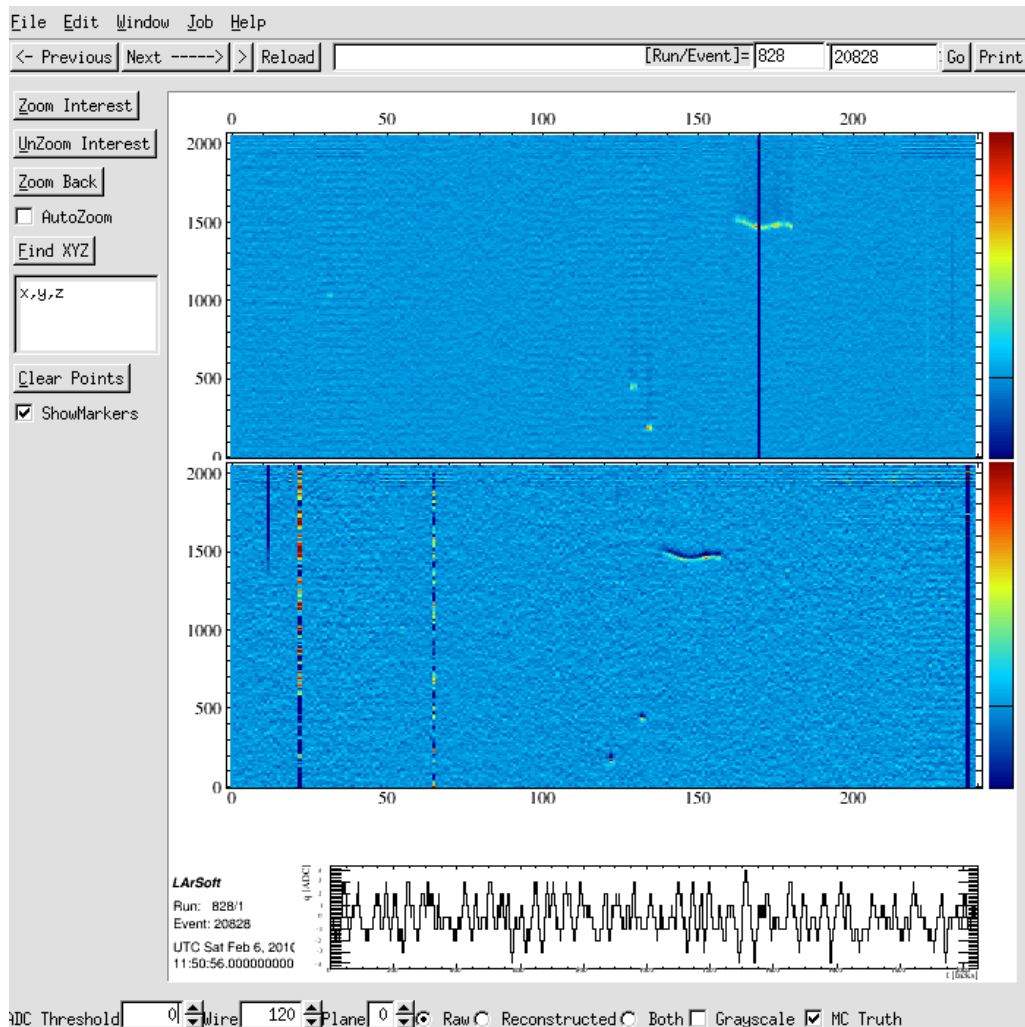 File Edit Window Job Help
<- Previous Next -----> > Reload [Run/Event]= 828 20828 Go Print
Zoom Interest
UnZoom Interest
Zoom Back
AutoZoom
Find XYZ
x,y,z
Clear Points
ShowMarkers
0 50 100 150 200
2000
1500
1000
500
0
2000
1500
1000
500
0
0 50 100 150 200
q [ADC]
LArSoft
Run: 828/1
Event: 20828
UTC Sat Feb 6, 2010
11:50:56.000000000
ADC Threshold 0 Wire 120 Plane 0 Raw Reconstructed Both Grayscale MC Truth